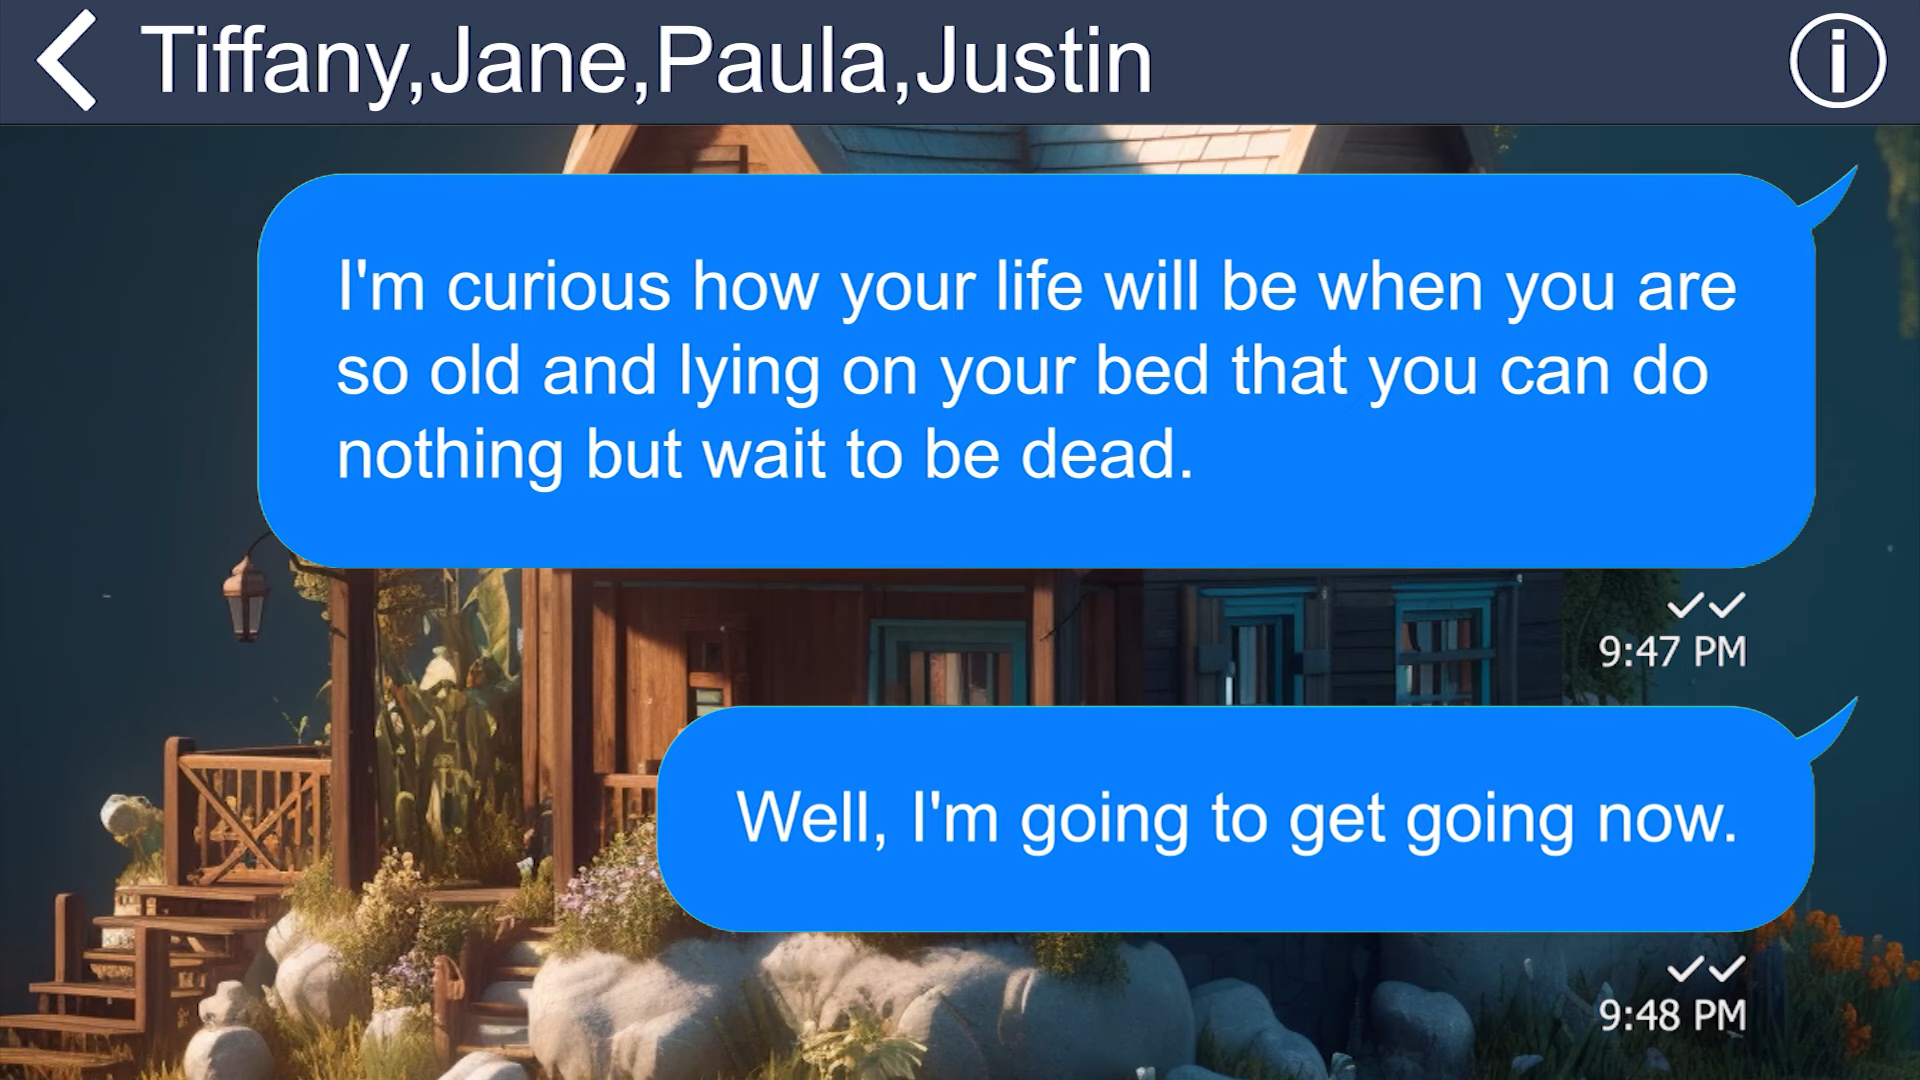 Tiffany,Jane,Paula,Justin
I'm curious how your life will be when you are
so old and lying on your bed that you can do
nothing but wait to be dead.
9:47 PM
Well, I'm going to get going now.
9:48 PM